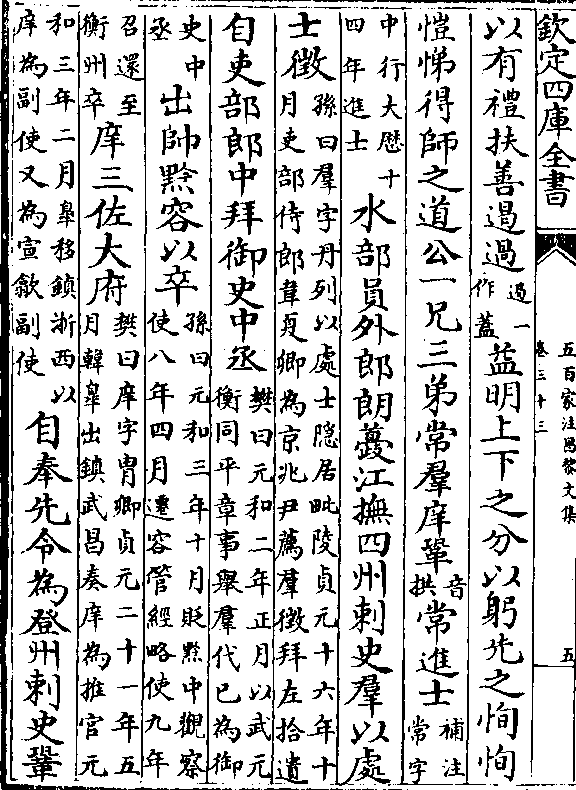 欽定四庫全書
五百家注昌黎文集
卷三十三
五
以有禮扶善過過過一作蓋益明上下之分以躬先之恂恂
愷悌得師之道公一兄三弟常羣庠鞏音拱常進士補注常字
中行大厯十四年進士水部員外郎朗䕫江撫四州刺史羣以處
士徵孫曰羣字丹列以處士隱居毗陵貞元十六年十月吏部侍郎韋夏卿為京兆尹薦羣徵拜左拾遺
自吏部郎中拜御史中丞樊曰元和二年正月以武元衡同平章事舉羣代已為御
史中丞出帥黔容以卒孫曰元和三年十月貶黔中觀察使八年四月遷容管經略使九年
召還至衡州卒庠三佐大府樊曰庠字胄卿貞元二十一年五月韓臯出鎮武昌奏庠為推官元
和三年二月臯移鎮浙西以庠為副使又為宣歙副使自奉先令為登州刺史鞏